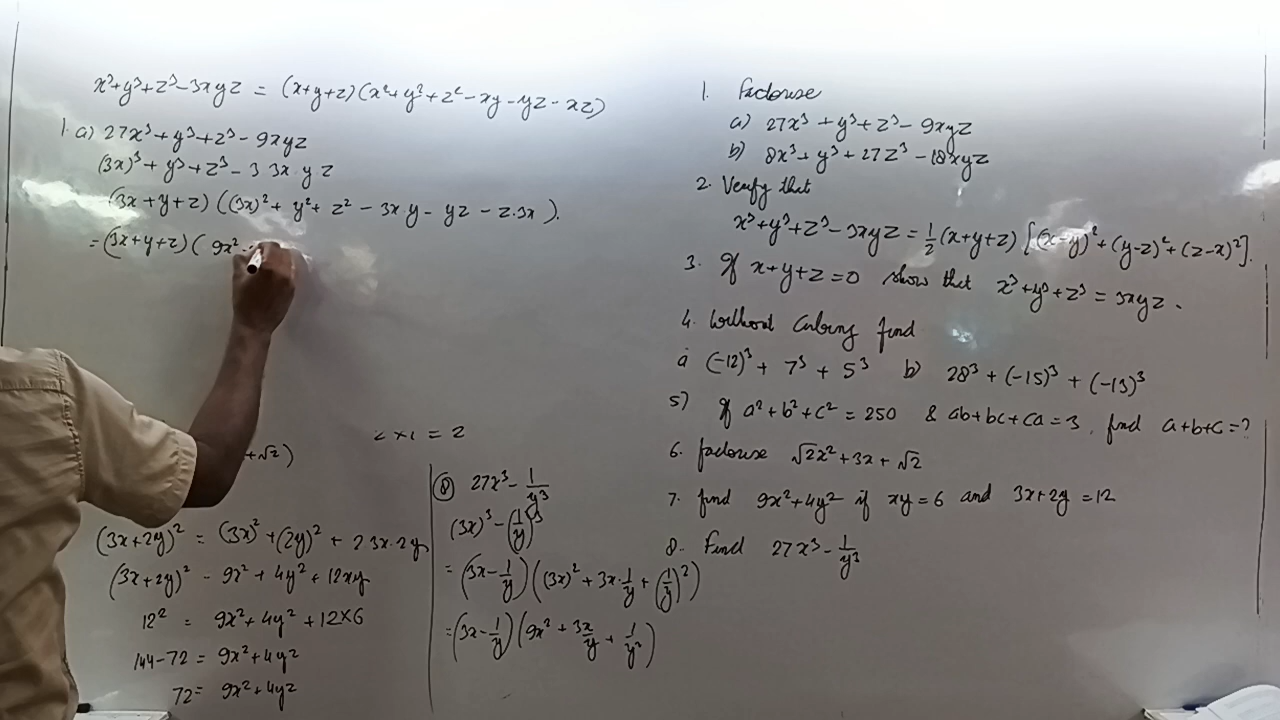 x³+y³+z³-3xyz = (x+y+z)(x²+y²+z²-xy-yz-xz)
1. a) 27x³+y³+z³-9xyz
(3x)³+y³+z³-3 3x.y z
(3x+y+z)((3x)²+y²+z²-3xy-yz-z.3x).
=(3x+y+z)(9x²
+√2)
x1 = 2
(3x+2y)² = (3x)²+(2y)²+2 3x.2y
(3x+2y)² = 9x²+4y²+12xy
12² = 9x²+4y²+12×6
144-72 = 9x²+4y²
72 = 9x²+4y²
⑧ 27x³-1/y³
(3x)³-(1/y)³
=(3x-1/y)((3x)²+3x.1/y+(1/y)²)
=(3x-1/y)(9x²+3x/y+1/y²)
1. Factorise
a) 27x³+y³+z³-9xyz
b) 8x³+y³+27z³-18xyz
2. Verify that
x³+y³+z³-3xyz = 1/2(x+y+z)[(x-y)²+(y-z)²+(z-x)²].
3. If x+y+z=0 show that x³+y³+z³=3xyz.
4. Without Cubing find
a (-12)³+7³+5³ b) 28³+(-15)³+(-13)³
5) If a²+b²+c²=250 & ab+bc+ca=3, find a+b+c=?
6. factorise √2x²+3x+√2
7. find 9x²+4y² if xy=6 and 3x+2y=12
8. Find 27x³-1/y³